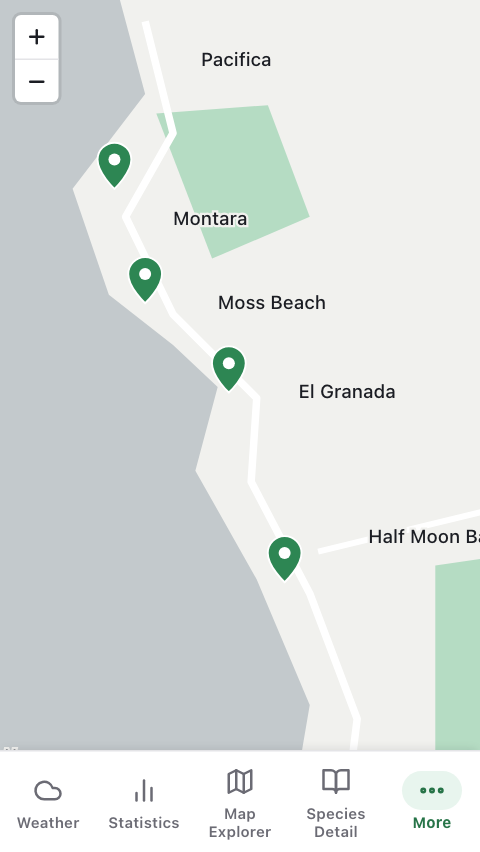 +
Pacifica
−
Montara
Moss Beach
El Granada
Half Moon Ba
Weather
Statistics
Map
Explorer
Species
Detail
More